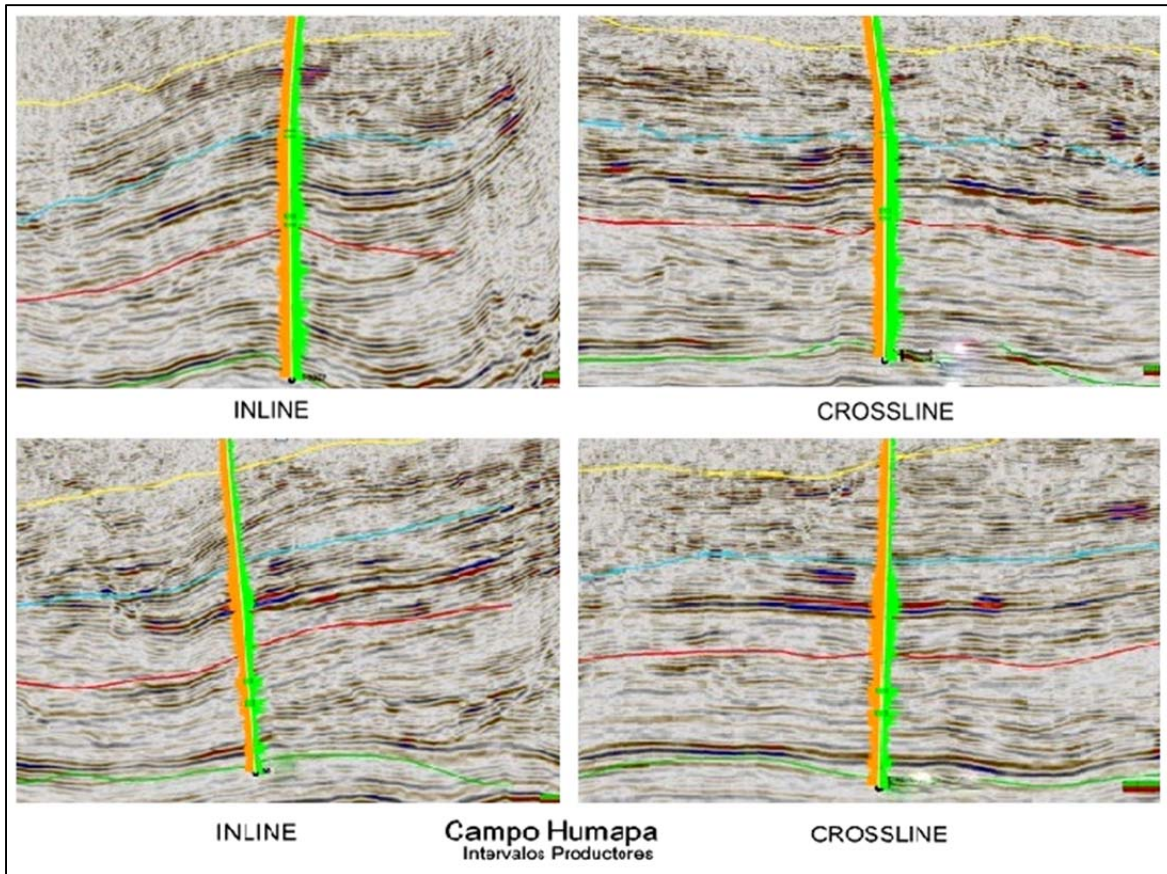 INLINE
CROSSLINE
INLINE
CROSSLINE
Campo Humapa
Intervalos Productores